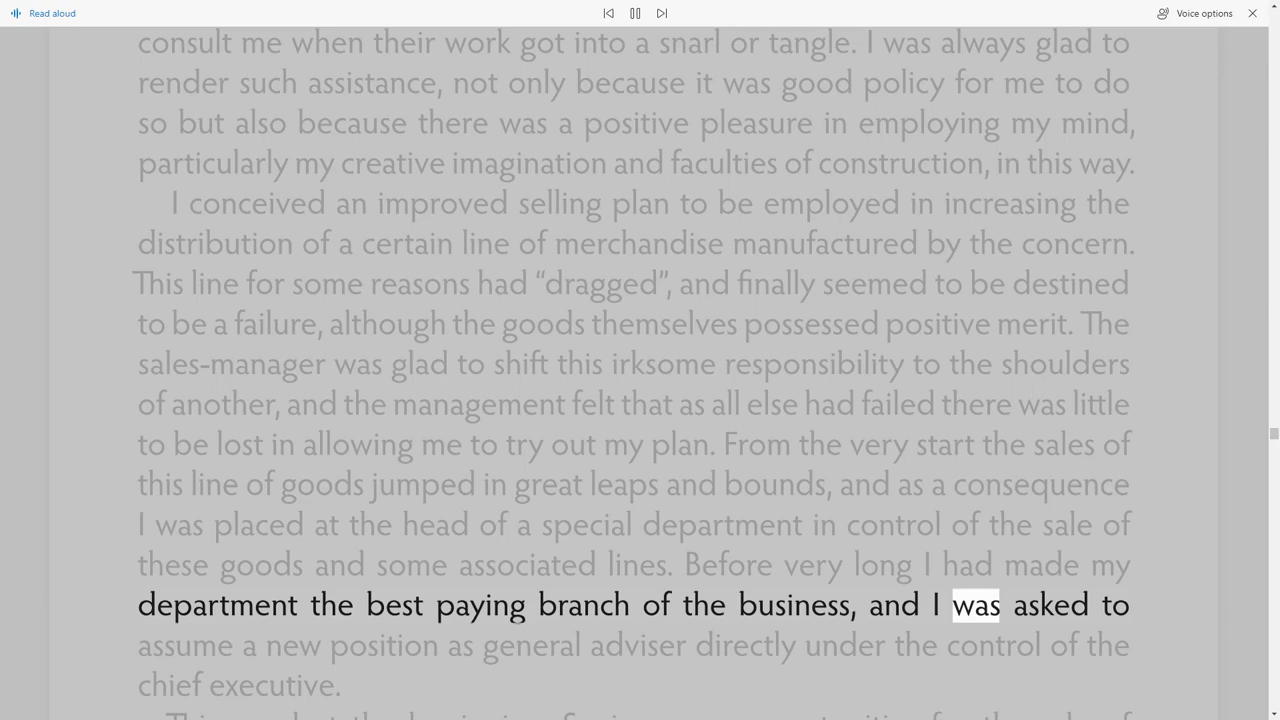 Read aloud
Voice options
consult me when their work got into a snarl or tangle. I was always glad to
render such assistance, not only because it was good policy for me to do
so but also because there was a positive pleasure in employing my mind,
particularly my creative imagination and faculties of construction, in this way.
I conceived an improved selling plan to be employed in increasing the
distribution of a certain line of merchandise manufactured by the concern.
This line for some reasons had “dragged”, and finally seemed to be destined
to be a failure, although the goods themselves possessed positive merit. The
sales-manager was glad to shift this irksome responsibility to the shoulders
of another, and the management felt that as all else had failed there was little
to be lost in allowing me to try out my plan. From the very start the sales of
this line of goods jumped in great leaps and bounds, and as a consequence
I was placed at the head of a special department in control of the sale of
these goods and some associated lines. Before very long I had made my
department the best paying branch of the business, and I was asked to
assume a new position as general adviser directly under the control of the
chief executive.